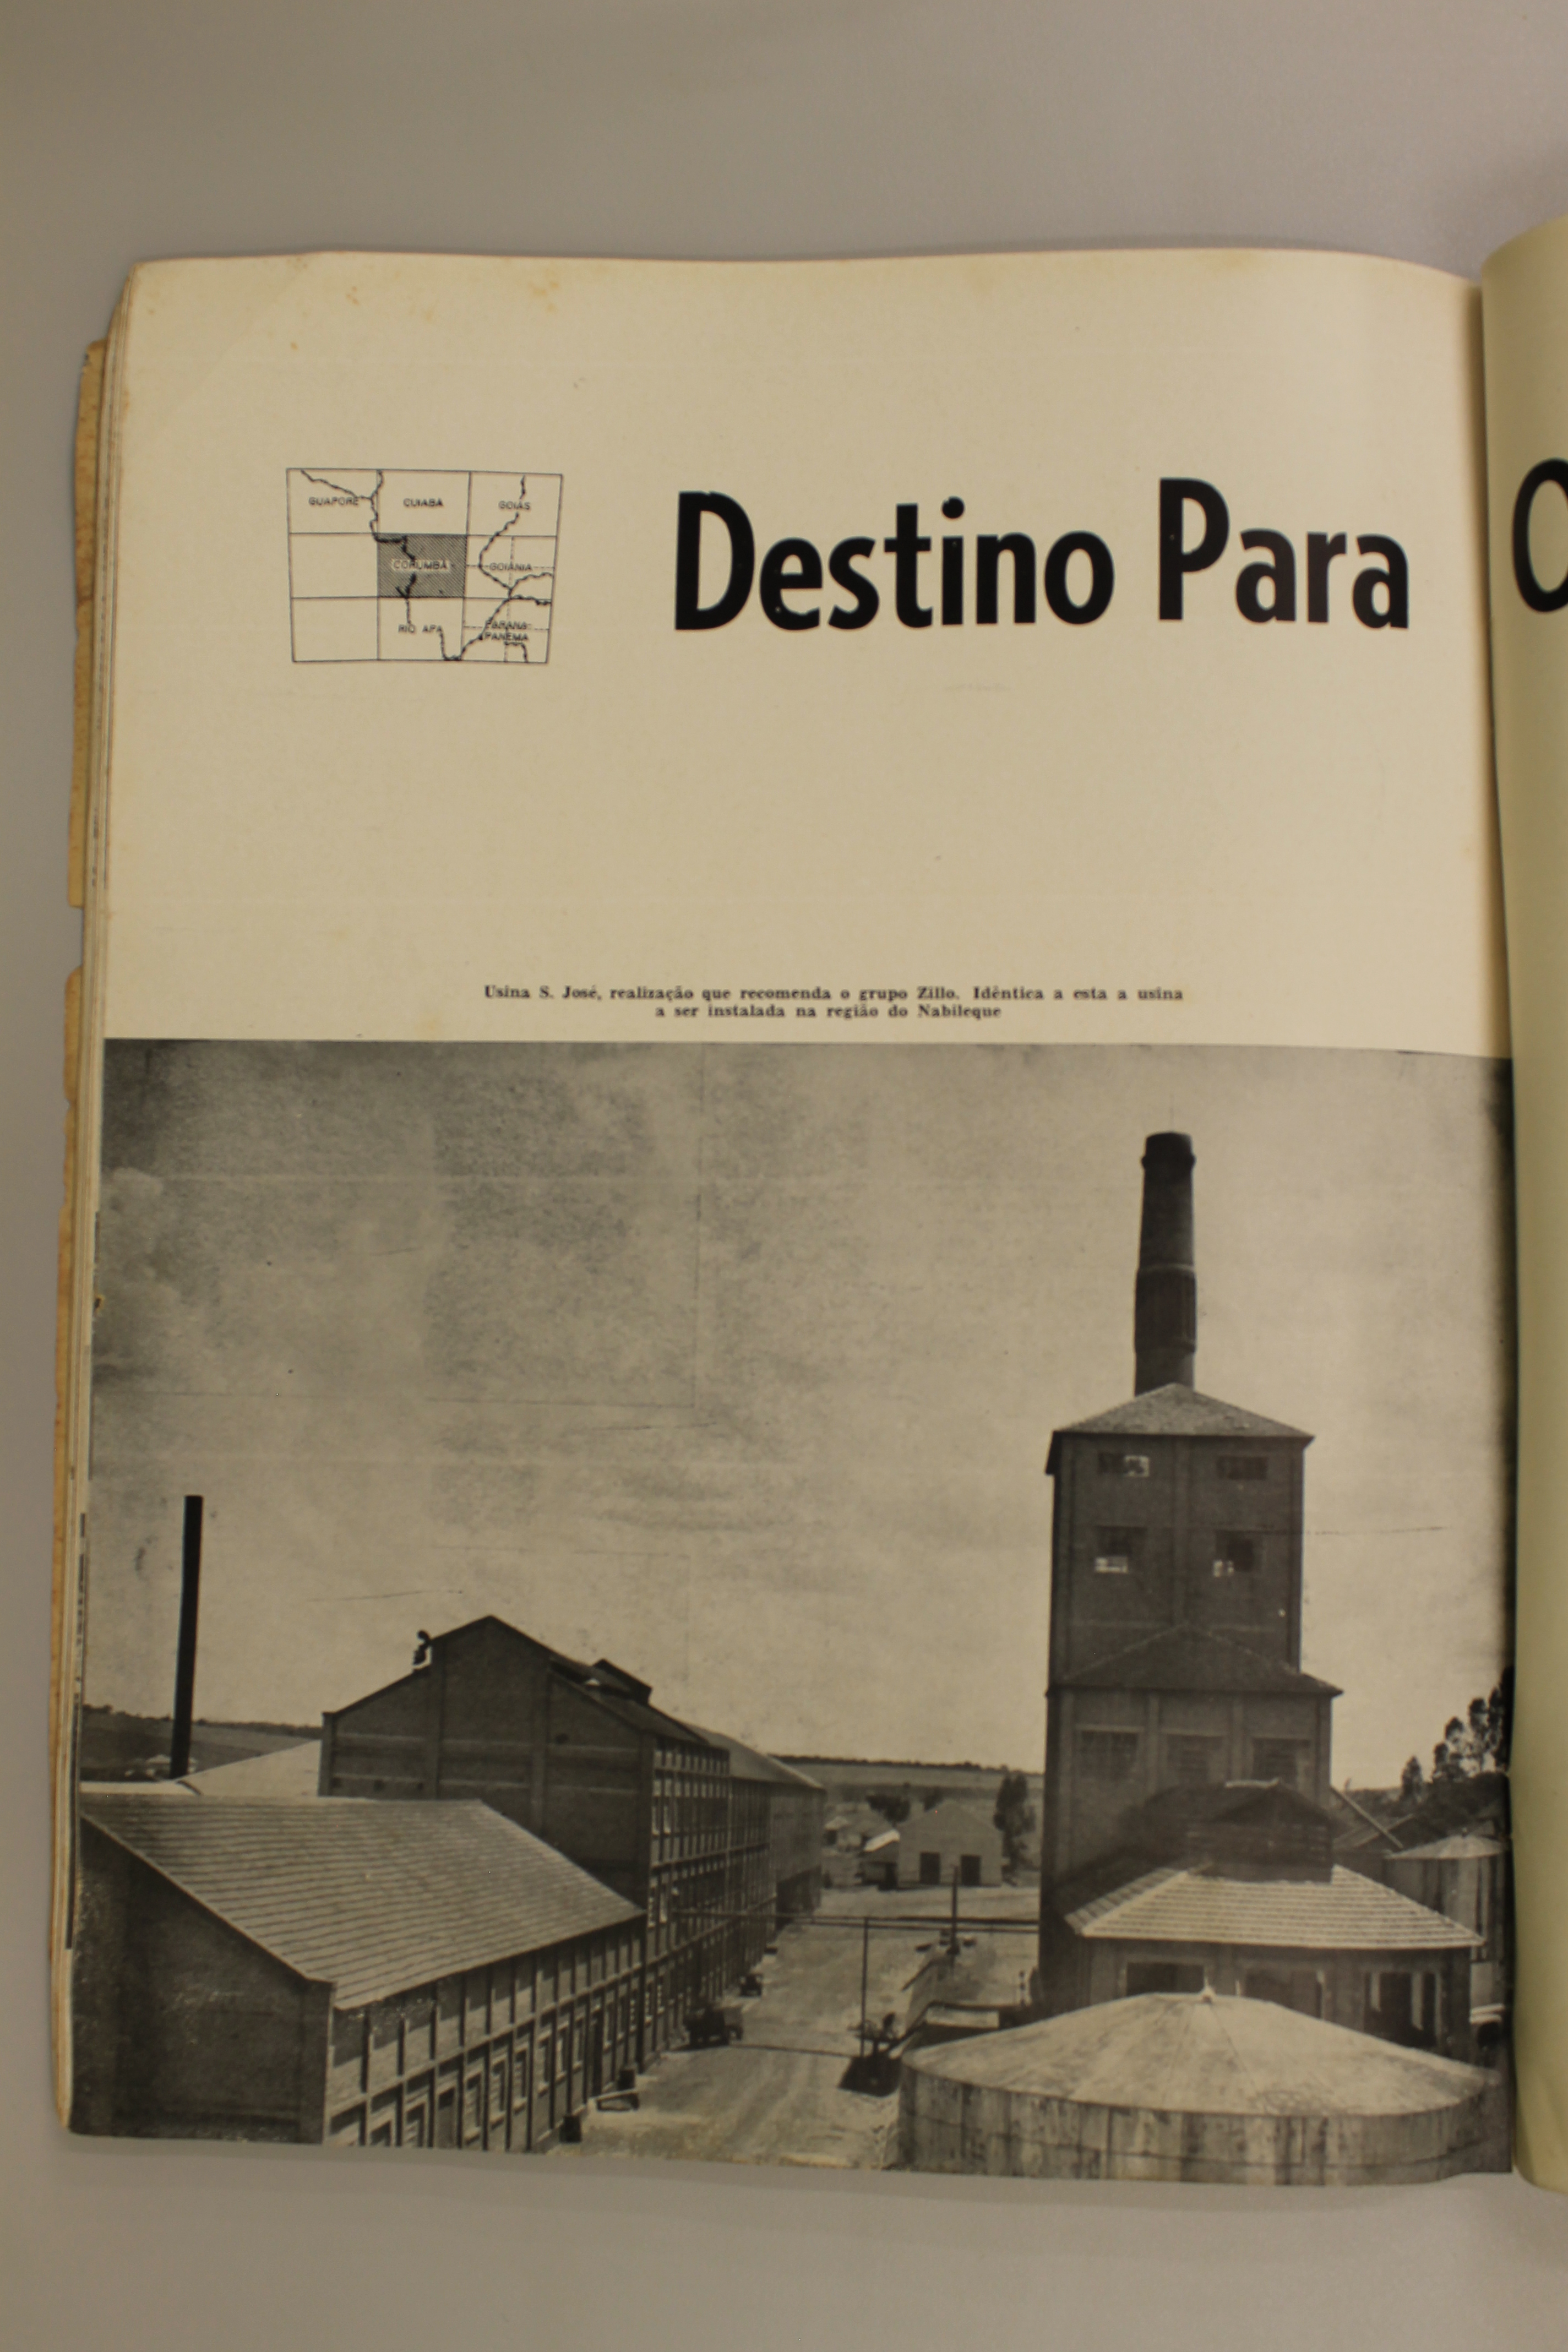 GUAPORÉ CUIABÁ GOIÁS
CORUMBÁ GOIÂNIA
RIO APA PARANA-
PANEMA
Destino Para O
Usina S. José, realização que recomenda o grupo Zillo. Idêntica a esta a usina
a ser instalada na região do Nabileque